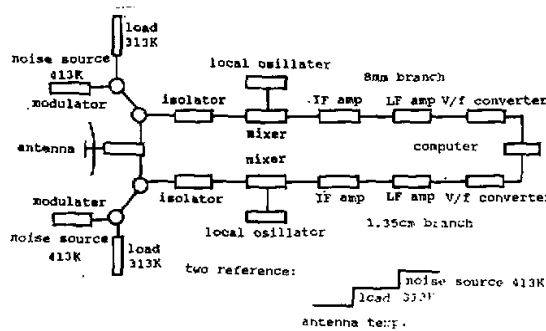 load
313K
noise source
413K
modulator
local osillater
8mm branch
isolator
mixer
IF amp
LF amp
V/f converter
antenna
computer
mixer
modulater
isolator
IF amp
LF amp
V/f converter
noise source
413K
load
313K
local osillator
1.35cm branch
two reference:
noise source 413K
load
antenna temp.